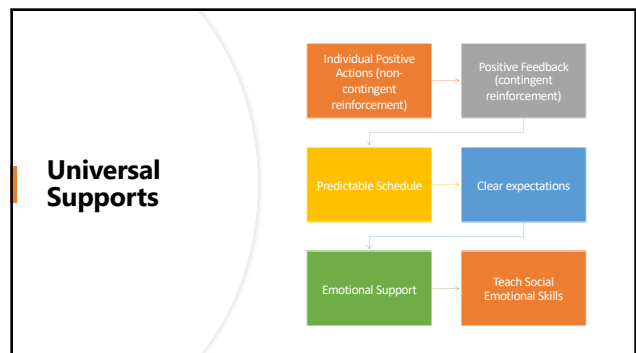 Universal
Supports
Individual Positive
Actions (non-
contingent
reinforcement)
Positive Feedback
(contingent
reinforcement)
Predictable Schedule
Clear expectations
Emotional Support
Teach Social
Emotional Skills